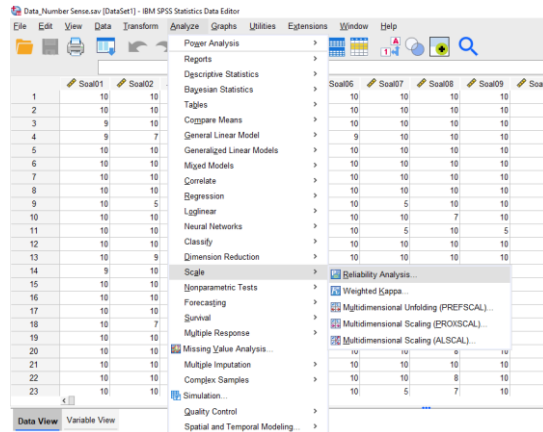 Data_Number Sense.sav [DataSet1] - IBM SPSS Statistics Data Editor
File Edit View Data Transform Analyze Graphs Utilities Extensions Window Help
Soal01 Soal02 Soal06 Soal07 Soal08 Soal09 Soa
1 10 10 10 10 10 10
2 10 10 10 10 10 10
3 9 10 10 10 10 10
4 9 7 9 10 10 10
5 10 10 10 10 10 10
6 10 10 10 10 10 10
7 10 10 10 10 10 10
8 10 10 10 10 10 10
9 10 5 10 5 10 10
10 10 10 10 10 7 10
11 10 10 10 5 10 5
12 10 10 10 10 10 10
13 10 9 10 10 10 10
14 9 10
15 10 10
16 10 10
17 10 10
18 10 7
19 10 10
20 10 10 10 10 8 10
21 10 10 10 10 10 10
22 10 10 10 10 8 10
23 10 10 10 5 7 10
Power Analysis
Reports
Descriptive Statistics
Bayesian Statistics
Tables
Compare Means
General Linear Model
Generalized Linear Models
Mixed Models
Correlate
Regression
Loglinear
Neural Networks
Classify
Dimension Reduction
Scale
Nonparametric Tests
Forecasting
Survival
Multiple Response
Missing Value Analysis...
Multiple Imputation
Complex Samples
Simulation...
Quality Control
Spatial and Temporal Modeling...
Reliability Analysis...
Weighted Kappa...
Multidimensional Unfolding (PREFSCAL)...
Multidimensional Scaling (PROXSCAL)...
Multidimensional Scaling (ALSCAL)...
Data View Variable View